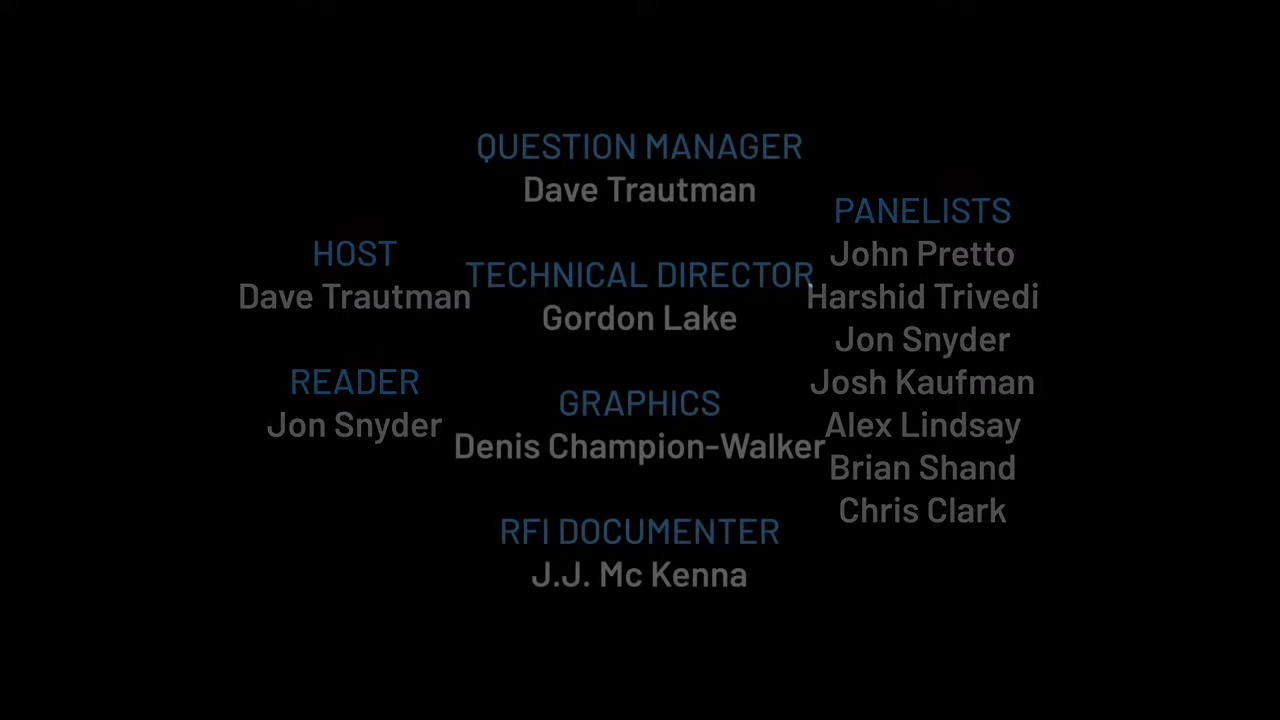 HOST
Dave Trautman
READER
Jon Snyder
QUESTION MANAGER
Dave Trautman
TECHNICAL DIRECTOR
Gordon Lake
GRAPHICS
Denis Champion-Walker
RFI DOCUMENTER
J.J. Mc Kenna
PANELISTS
John Pretto
Harshid Trivedi
Jon Snyder
Josh Kaufman
Alex Lindsay
Brian Shand
Chris Clark